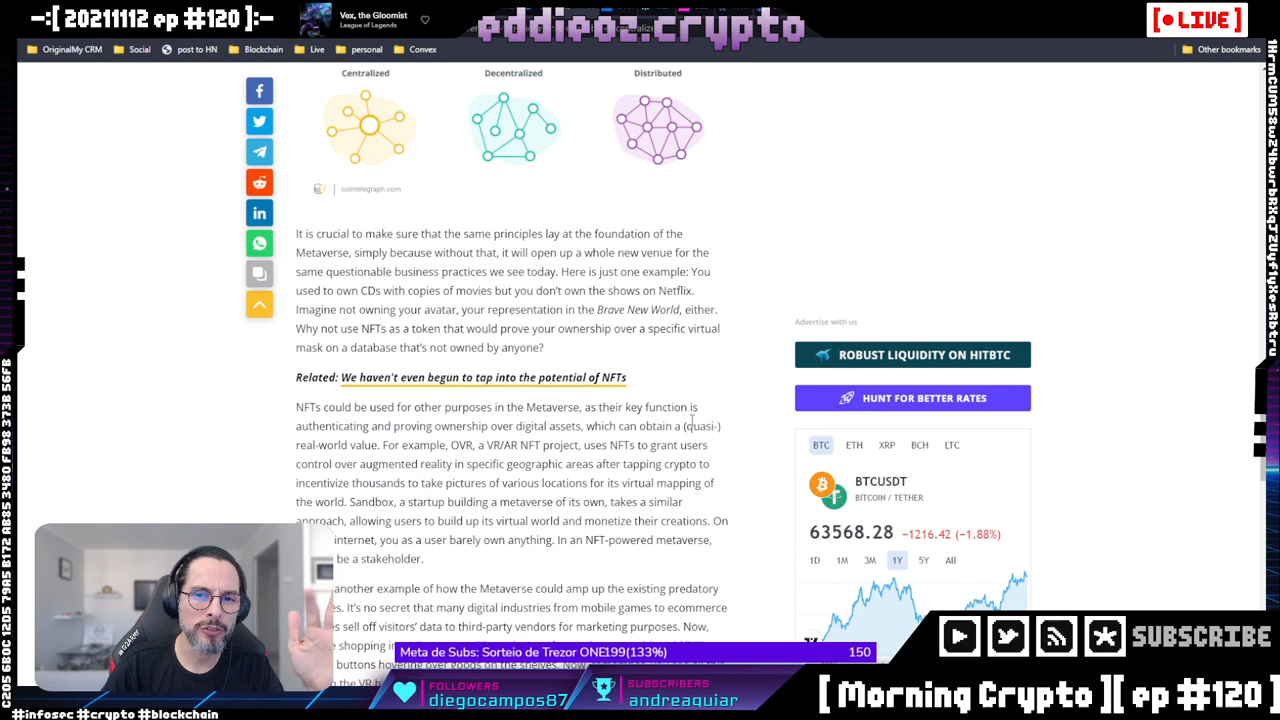 -:[ 20211112 ep #120 ]:-
Vex, the Gloomist
League of Legends
eddieoz.crypto
[ • LIVE ]
OriginalMy CRM
Social
post to HN
Blockchain
Live
personal
Convex
Other bookmarks
Centralized
Decentralized
Distributed
cointelegraph.com
It is crucial to make sure that the same principles lay at the foundation of the
Metaverse, simply because without that, it will open up a whole new venue for the
same questionable business practices we see today. Here is just one example: You
used to own CDs with copies of movies but you don't own the shows on Netflix.
Imagine not owning your avatar, your representation in the Brave New World, either.
Why not use NFTs as a token that would prove your ownership over a specific virtual
mask on a database that's not owned by anyone?
Related: We haven't even begun to tap into the potential of NFTs
NFTs could be used for other purposes in the Metaverse, as their key function is
authenticating and proving ownership over digital assets, which can obtain a (quasi-)
real-world value. For example, OVR, a VR/AR NFT project, uses NFTs to grant users
control over augmented reality in specific geographic areas after tapping crypto to
incentivize thousands to take pictures of various locations for its virtual mapping of
the world. Sandbox, a startup building a metaverse of its own, takes a similar
approach, allowing users to build up its virtual world and monetize their creations. On
internet, you as a user barely own anything. In an NFT-powered metaverse,
be a stakeholder.
another example of how the Metaverse could amp up the existing predatory
It's no secret that many digital industries from mobile games to ecommerce
sell off visitors' data to third-party vendors for marketing purposes. Now,
shopping in
buttons hovering over goods on the shelves. Now
the VR
Advertise with us
ROBUST LIQUIDITY ON HITBTC
HUNT FOR BETTER RATES
BTC
ETH
XRP
BCH
LTC
BTCUSDT
BITCOIN / TETHER
63568.28
−1216.42 (−1.88%)
1D
1M
3M
1Y
5Y
All
Meta de Subs: Sorteio de Trezor ONE
199(133%)
150
FOLLOWERS
diegocampos87
SUBSCRIBERS
andreaquiar
SUBSCRIBE
[ Morning Crypto ][ ep #120 ]
#infosec #crypto #blockchain